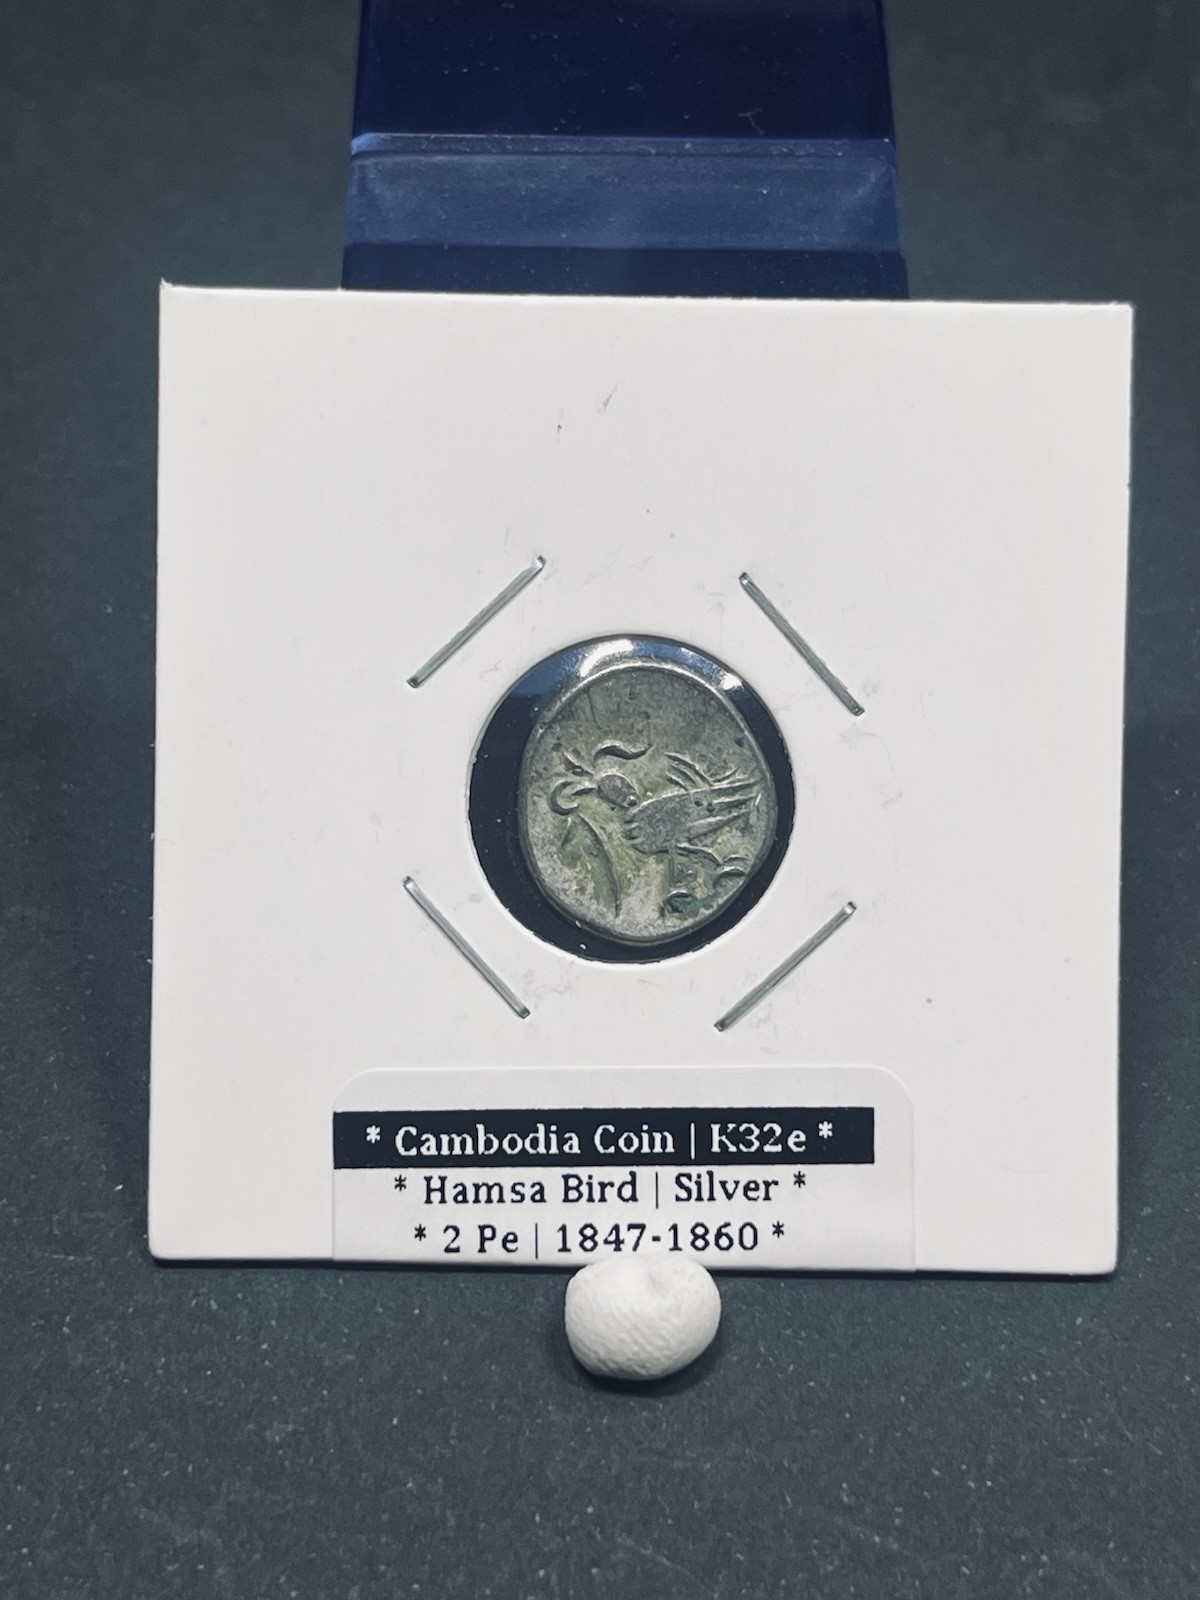 * Cambodia Coin | K32e *
* Hamsa Bird | Silver *
* 2 Pe | 1847-1860 *